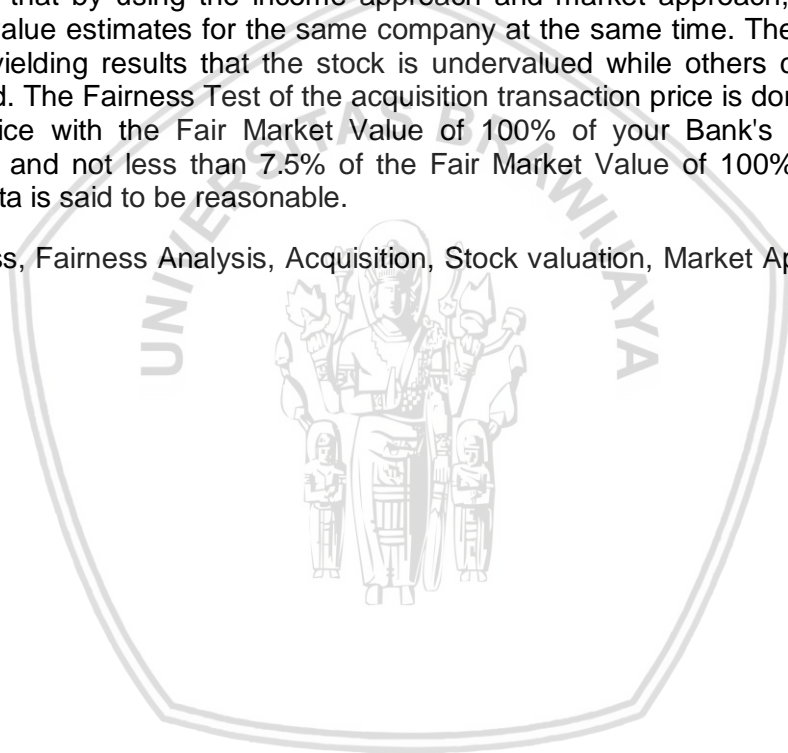 that by using the income approach and market approach,
alue estimates for the same company at the same time. The
yielding results that the stock is undervalued while others
d. The Fairness Test of the acquisition transaction price is
ice with the Fair Market Value of 100% of your Bank's
and not less than 7.5% of the Fair Market Value of 100%
ta is said to be reasonable.
ss, Fairness Analysis, Acquisition, Stock valuation, Market
UNIVERSITAS BRAWIJAYA